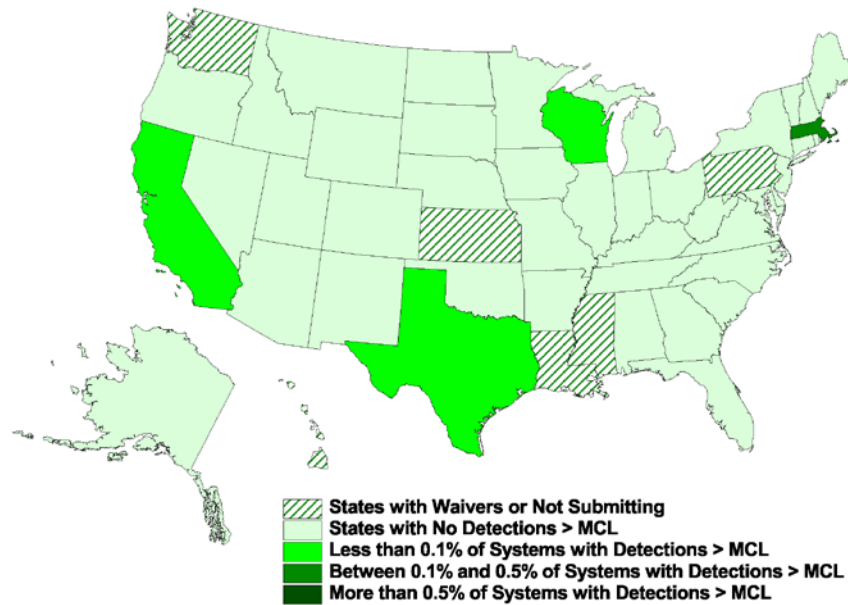 States with Waivers or Not Submitting
States with No Detections > MCL
Less than 0.1% of Systems with Detections > MCL
Between 0.1% and 0.5% of Systems with Detections > MCL
More than 0.5% of Systems with Detections > MCL